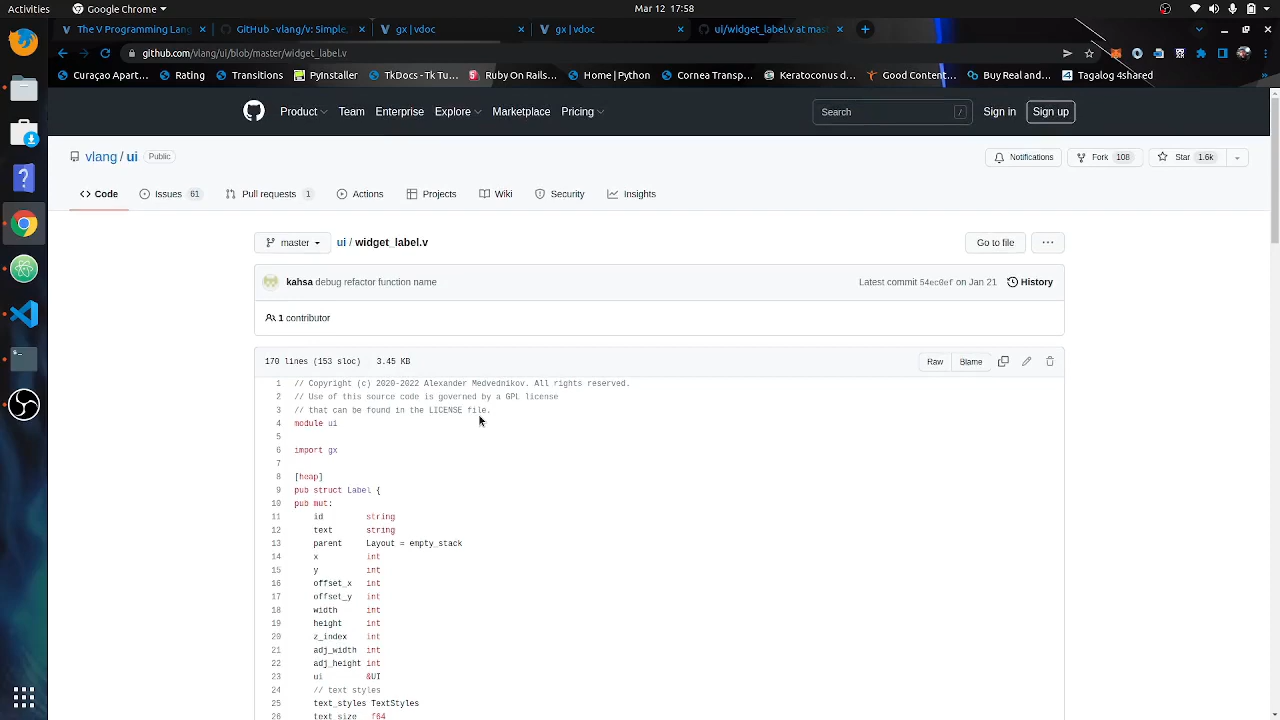 Activities
Google Chrome
Mar 12 17:58
The V Programming Lang
GitHub - vlang/v: Simple,
gx | vdoc
gx | vdoc
ui/widget_label.v at mast
github.com/vlang/ui/blob/master/widget_label.v
Curaçao Apart...
Rating
Transitions
PyInstaller
TkDocs - Tk Tuto...
Ruby On Rails...
Home | Python
Cornea Transp...
Keratoconus d...
Good Content...
Buy Real and...
Tagalog 4shared
»
Product
Team
Enterprise
Explore
Marketplace
Pricing
Search
/
Sign in
Sign up
vlang / ui
Public
Notifications
Fork 108
Star 1.6k
<> Code
Issues 61
Pull requests 1
Actions
Projects
Wiki
Security
Insights
master
ui / widget_label.v
Go to file
...
kahsa debug refactor function name
Latest commit 54ec0ef on Jan 21
History
1 contributor
170 lines (153 sloc)
3.45 KB
Raw
Blame
1 // Copyright (c) 2020-2022 Alexander Medvednikov. All rights reserved.
2 // Use of this source code is governed by a GPL license
3 // that can be found in the LICENSE file.
4 module ui
5
6 import gx
7
8 [heap]
9 pub struct Label {
10 pub mut:
11 id string
12 text string
13 parent Layout = empty_stack
14 x int
15 y int
16 offset_x int
17 offset_y int
18 width int
19 height int
20 z_index int
21 adj_width int
22 adj_height int
23 ui &UI
24 // text styles
25 text_styles TextStyles
26 text_size f64